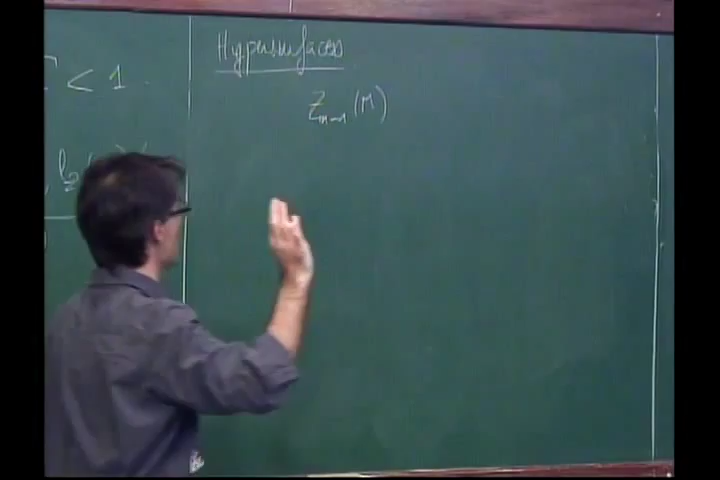 < 1.
Hypersurfaces
Z_{n-1}(M)